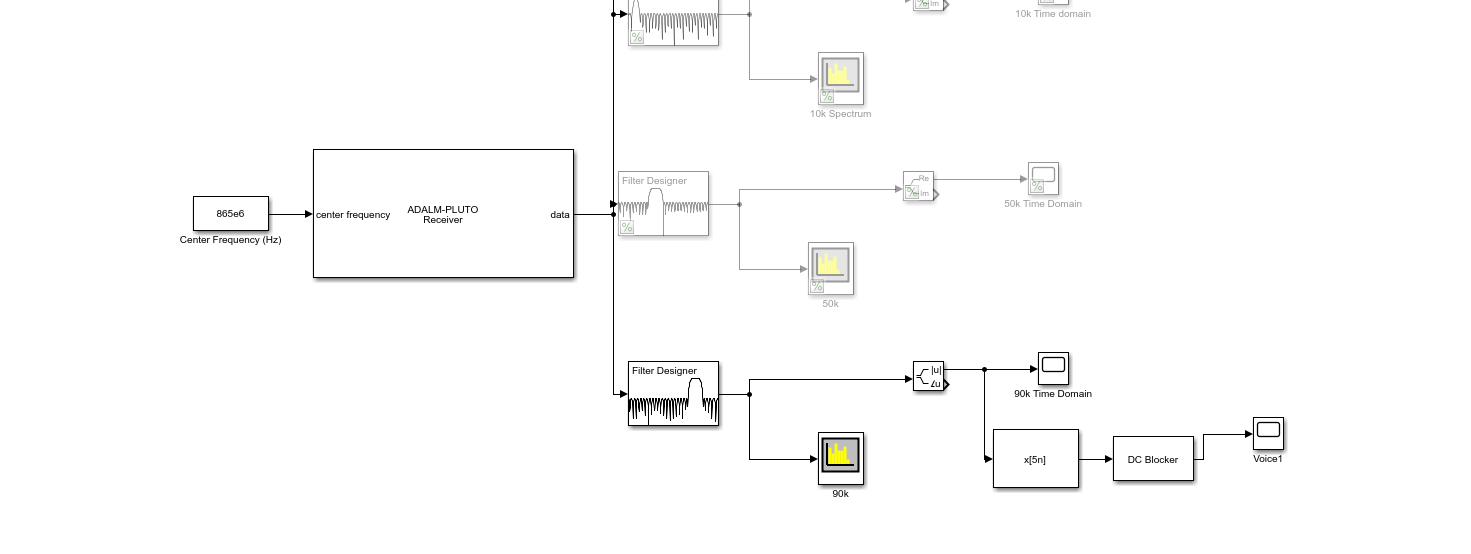 Im
10k Time domain
%
%
%
10k Spectrum
Filter Designer
%
Re
Im
%
%
50k Time Domain
865e6
Center Frequency (Hz)
center frequency
ADALM-PLUTO
Receiver
data
%
50k
Filter Designer
|u|
∠u
90k Time Domain
90k
x[5n]
DC Blocker
Voice1